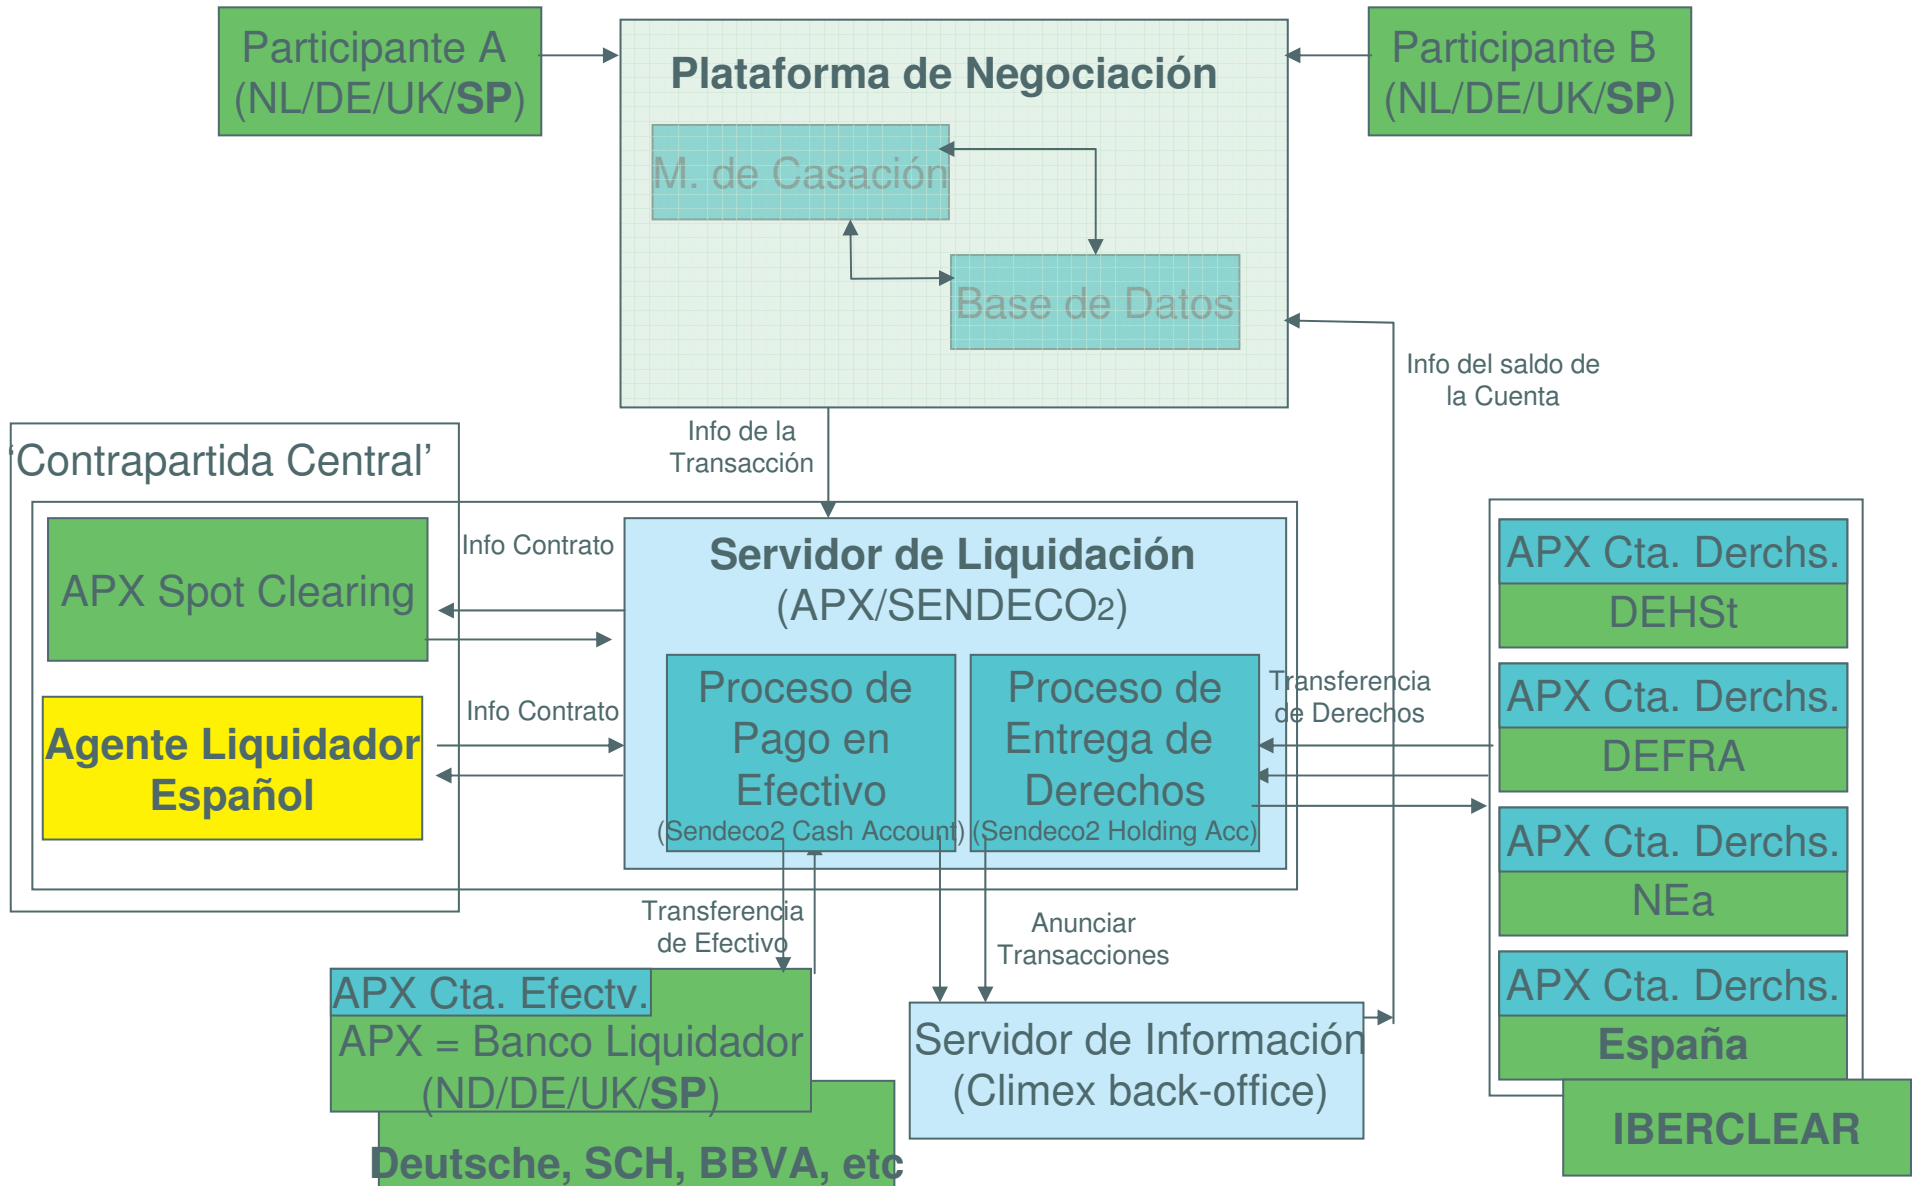 Participante A
(NL/DE/UK/SP)
Plataforma de Negociación
Participante B
(NL/DE/UK/SP)
M. de Casación
Base de Datos
Info del saldo de
la Cuenta
Info de la
Transacción
‘Contrapartida Central’
APX Spot Clearing
Info Contrato
Servidor de Liquidación
(APX/SENDECO2)
Agente Liquidador
Español
Info Contrato
Proceso de
Pago en
Efectivo
(Sendeco2 Cash Account)
Proceso de
Entrega de
Derechos
(Sendeco2 Holding Acc)
Transferencia
de Derechos
APX Cta. Derchs.
DEHSt
APX Cta. Derchs.
DEFRA
APX Cta. Derchs.
NEa
APX Cta. Derchs.
España
IBERCLEAR
Transferencia
de Efectivo
Anunciar
Transacciones
APX Cta. Efectv.
APX = Banco Liquidador
(ND/DE/UK/SP)
Deutsche, SCH, BBVA, etc
Servidor de Información
(Climex back-office)